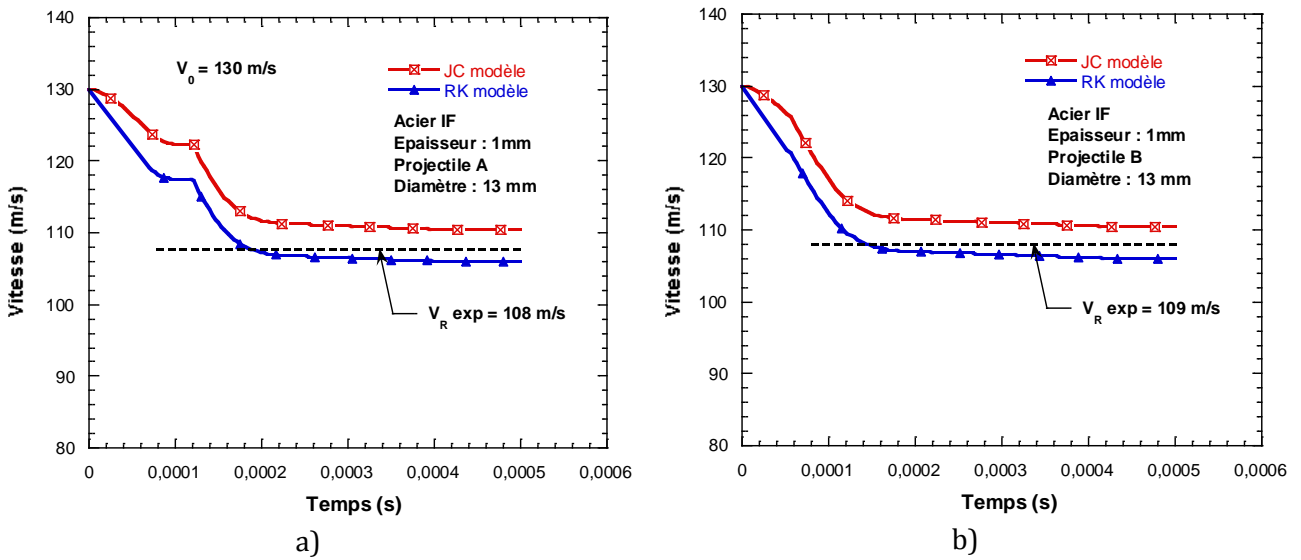 140
130
120
110
100
90
80
Vitesse (m/s)
V0 = 130 m/s
JC modèle
RK modèle
Acier IF
Epaisseur : 1mm
Projectile A
Diamètre : 13 mm
VR exp = 108 m/s
0 0,0001 0,0002 0,0003 0,0004 0,0005 0,0006
Temps (s)
a)
140
130
120
110
100
90
80
Vitesse (m/s)
JC modèle
RK modèle
Acier IF
Epaisseur : 1mm
Projectile B
Diamètre : 13 mm
VR exp = 109 m/s
0 0,0001 0,0002 0,0003 0,0004 0,0005 0,0006
Temps (s)
b)